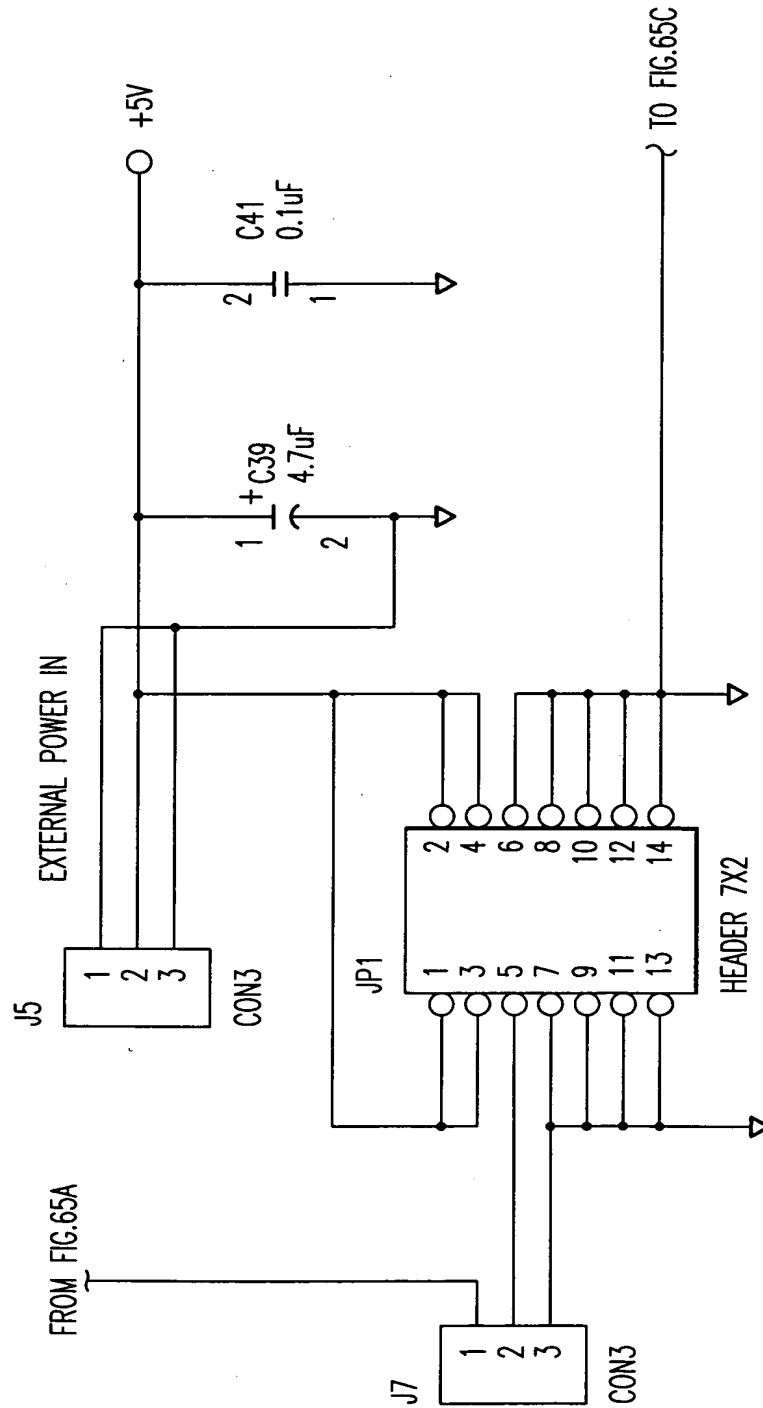 FROM FIG.65A
J7
1
2
3
CON3
J5
1
2
3
CON3
EXTERNAL POWER IN
+5V
1
+
C39
4.7uF
2
2
C41
0.1uF
1
JP1
1 2
3 4
5 6
7 8
9 10
11 12
13 14
HEADER 7X2
TO FIG.65C